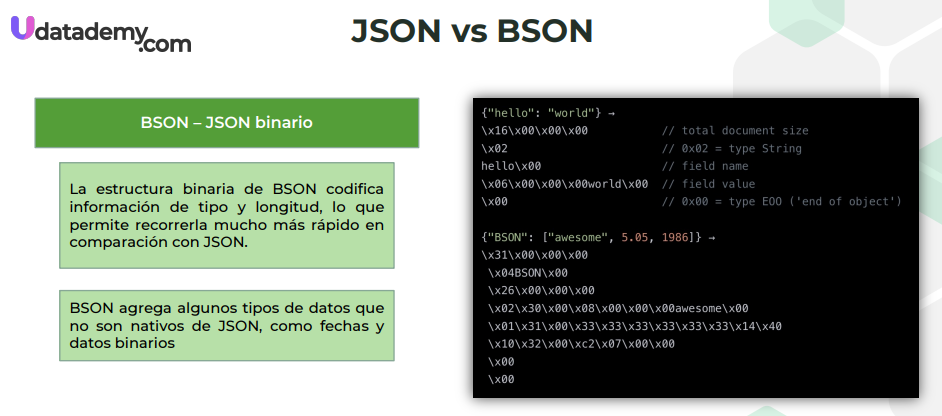 Udatademy
.com
JSON vs BSON
BSON – JSON binario
La estructura binaria de BSON codifica
información de tipo y longitud, lo que
permite recorrerla mucho más rápido en
comparación con JSON.
BSON agrega algunos tipos de datos que
no son nativos de JSON, como fechas y
datos binarios
{"hello": "world"} →
\x16\x00\x00\x00 // total document size
\x02 // 0x02 = type String
hello\x00 // field name
\x06\x00\x00\x00world\x00 // field value
\x00 // 0x00 = type EOO ('end of object')
{"BSON": ["awesome", 5.05, 1986]} →
\x31\x00\x00\x00
\x04BSON\x00
\x26\x00\x00\x00
\x02\x30\x00\x08\x00\x00\x00awesome\x00
\x01\x31\x00\x33\x33\x33\x33\x33\x33\x14\x40
\x10\x32\x00\xc2\x07\x00\x00
\x00
\x00